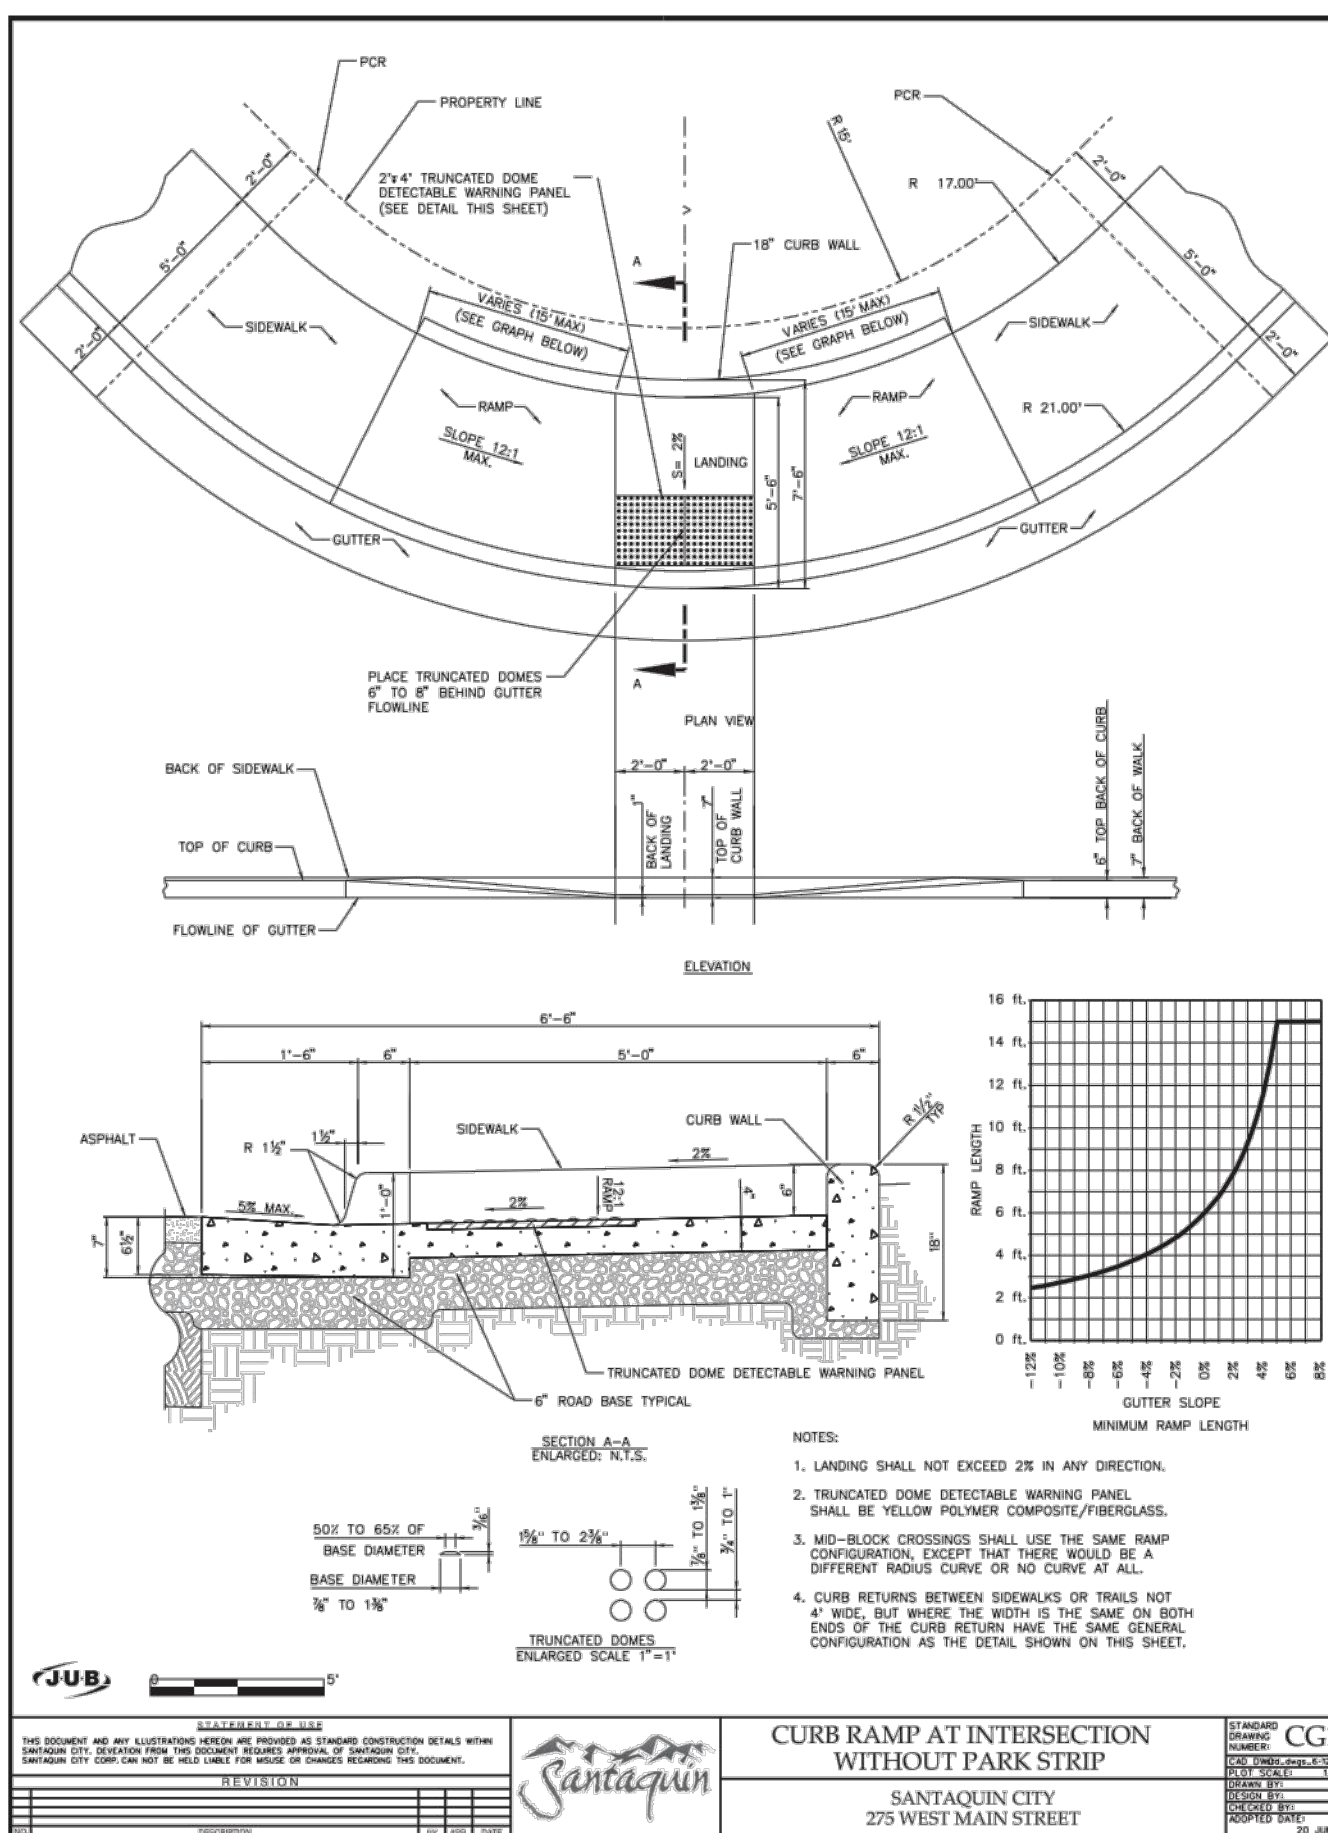 PCR
PROPERTY LINE
PCR
R 15'
2'-0"
2'-0"
2'x4' TRUNCATED DOME
DETECTABLE WARNING PANEL
(SEE DETAIL THIS SHEET)
R 17.00'
18" CURB WALL
5'-0"
5'-0"
A
VARIES (15' MAX)
(SEE GRAPH BELOW)
VARIES (15' MAX)
(SEE GRAPH BELOW)
SIDEWALK
SIDEWALK
2'-0"
2'-0"
RAMP
RAMP
R 21.00'
SLOPE 12:1
MAX.
S= 2%
LANDING
SLOPE 12:1
MAX.
5'-6"
7'-6"
GUTTER
GUTTER
PLACE TRUNCATED DOMES
6" TO 8" BEHIND GUTTER
FLOWLINE
A
PLAN VIEW
BACK OF SIDEWALK
2'-0"
2'-0"
1"
BACK OF
LANDING
7"
TOP OF
CURB WALL
6" TOP BACK OF CURB
7" BACK OF WALK
TOP OF CURB
FLOWLINE OF GUTTER
ELEVATION
6'-6"
1'-6"
6"
5'-0"
6"
ASPHALT
R 1½"
1½"
SIDEWALK
CURB WALL
R 1½"
TYP
2%
5% MAX.
1'-0"
2%
12:1
RAMP
4"
6"
7"
6½"
18"
TRUNCATED DOME DETECTABLE WARNING PANEL
6" ROAD BASE TYPICAL
SECTION A-A
ENLARGED: N.T.S.
16 ft.
14 ft.
12 ft.
10 ft.
8 ft.
6 ft.
4 ft.
2 ft.
0 ft.
RAMP LENGTH
-12%
-10%
-8%
-6%
-4%
-2%
0%
2%
4%
6%
8%
GUTTER SLOPE
MINIMUM RAMP LENGTH
NOTES:
1. LANDING SHALL NOT EXCEED 2% IN ANY DIRECTION.
2. TRUNCATED DOME DETECTABLE WARNING PANEL
SHALL BE YELLOW POLYMER COMPOSITE/FIBERGLASS.
3. MID-BLOCK CROSSINGS SHALL USE THE SAME RAMP
CONFIGURATION, EXCEPT THAT THERE WOULD BE A
DIFFERENT RADIUS CURVE OR NO CURVE AT ALL.
4. CURB RETURNS BETWEEN SIDEWALKS OR TRAILS NOT
4' WIDE, BUT WHERE THE WIDTH IS THE SAME ON BOTH
ENDS OF THE CURB RETURN HAVE THE SAME GENERAL
CONFIGURATION AS THE DETAIL SHOWN ON THIS SHEET.
50% TO 65% OF
BASE DIAMETER
3/16"
BASE DIAMETER
⅞" TO 1⅜"
1⅝" TO 2⅜"
⅞" TO 1⅜"
¾" TO 1"
TRUNCATED DOMES
ENLARGED SCALE 1"=1'
J·U·B
0
5'
STATEMENT OF USE
THIS DOCUMENT AND ANY ILLUSTRATIONS HEREON ARE PROVIDED AS STANDARD CONSTRUCTION DETAILS WITHIN
SANTAQUIN CITY. DEVEATION FROM THIS DOCUMENT REQUIRES APPROVAL OF SANTAQUIN CITY.
SANTAQUIN CITY CORP. CAN NOT BE HELD LIABLE FOR MISUSE OR CHANGES REGARDING THIS DOCUMENT.
REVISION
NO.
DESCRIPTION
BY
APP.
DATE
Santaquin
CURB RAMP AT INTERSECTION
WITHOUT PARK STRIP
SANTAQUIN CITY
275 WEST MAIN STREET
STANDARD
DRAWING
NUMBER:
PLOT SCALE:
DRAWN BY:
DESIGN BY:
CHECKED BY:
ADOPTED DATE: